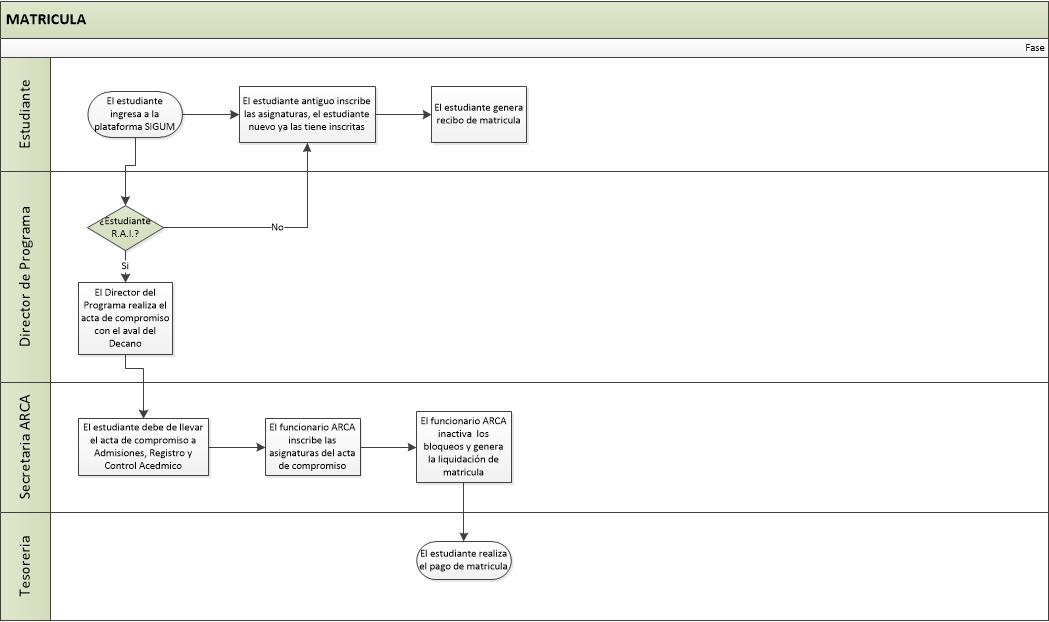 MATRICULA
Fase
Estudiante
El estudiante
ingresa a la
plataforma SIGUM
El estudiante antiguo inscribe
las asignaturas, el estudiante
nuevo ya las tiene inscritas
El estudiante genera
recibo de matricula
Director de Programa
¿Estudiante
R.A.I.?
No
Si
El Director del
Programa realiza el
acta de compromiso
con el aval del
Decano
Secretaria ARCA
El estudiante debe de llevar
el acta de compromiso a
Admisiones, Registro y
Control Acedmico
El funcionario ARCA
inscribe las
asignaturas del acta
de compromiso
El funcionario ARCA
inactiva los
bloqueos y genera
la liquidación de
matricula
Tesoreria
El estudiante realiza
el pago de matricula